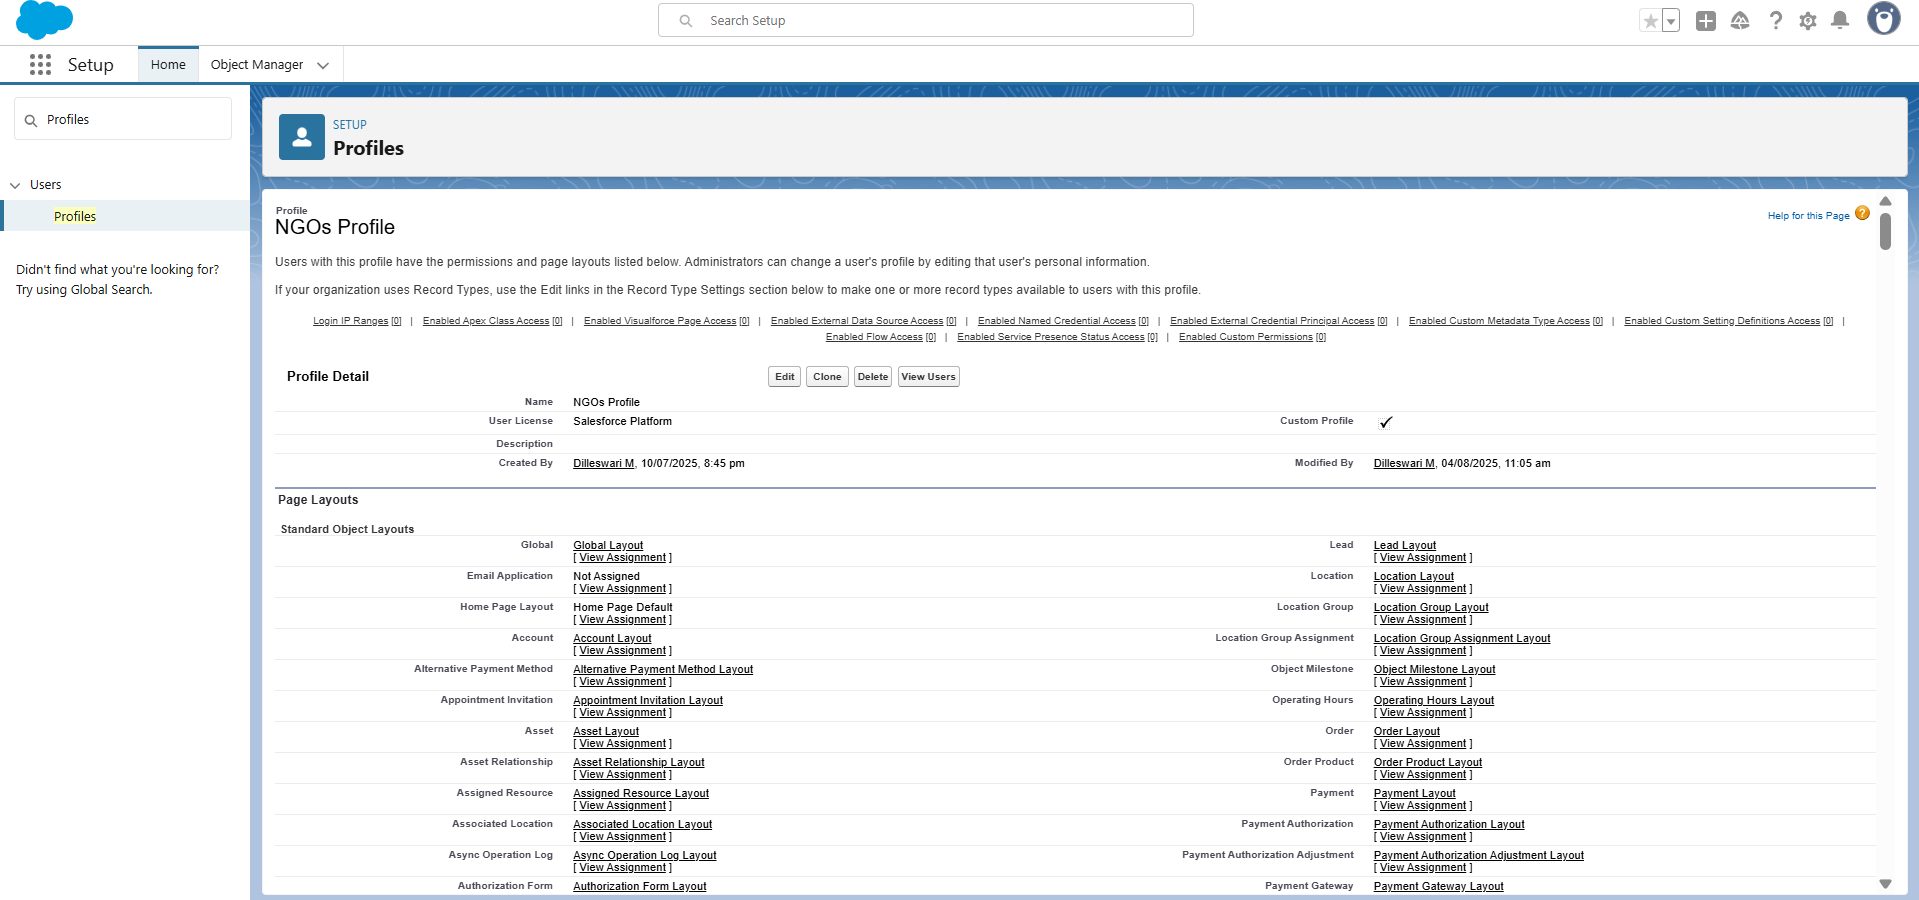 Search Setup
Setup
Home
Object Manager
Profiles
Users
Profiles
Didn't find what you're looking for?
Try using Global Search.
SETUP
Profiles
Profile
NGOs Profile
Help for this Page ?
Users with this profile have the permissions and page layouts listed below. Administrators can change a user's profile by editing that user's personal information.
If your organization uses Record Types, use the Edit links in the Record Type Settings section below to make one or more record types available to users with this profile.
Login IP Ranges [0] | Enabled Apex Class Access [0] | Enabled Visualforce Page Access [0] | Enabled External Data Source Access [0] | Enabled Named Credential Access [0] | Enabled External Credential Principal Access [0] | Enabled Custom Metadata Type Access [0] | Enabled Custom Setting Definitions Access [0] |
Enabled Flow Access [0] | Enabled Service Presence Status Access [0] | Enabled Custom Permissions [0]
Profile Detail Edit Clone Delete View Users
Name NGOs Profile
User License Salesforce Platform Custom Profile ✓
Description
Created By Dilleswari M, 10/07/2025, 8:45 pm Modified By Dilleswari M, 04/08/2025, 11:05 am
Page Layouts
Standard Object Layouts
Global Global Layout Lead Lead Layout
[ View Assignment ] [ View Assignment ]
Email Application Not Assigned Location Location Layout
[ View Assignment ] [ View Assignment ]
Home Page Layout Home Page Default Location Group Location Group Layout
[ View Assignment ] [ View Assignment ]
Account Account Layout Location Group Assignment Location Group Assignment Layout
[ View Assignment ] [ View Assignment ]
Alternative Payment Method Alternative Payment Method Layout Object Milestone Object Milestone Layout
[ View Assignment ] [ View Assignment ]
Appointment Invitation Appointment Invitation Layout Operating Hours Operating Hours Layout
[ View Assignment ] [ View Assignment ]
Asset Asset Layout Order Order Layout
[ View Assignment ] [ View Assignment ]
Asset Relationship Asset Relationship Layout Order Product Order Product Layout
[ View Assignment ] [ View Assignment ]
Assigned Resource Assigned Resource Layout Payment Payment Layout
[ View Assignment ] [ View Assignment ]
Associated Location Associated Location Layout Payment Authorization Payment Authorization Layout
[ View Assignment ] [ View Assignment ]
Async Operation Log Async Operation Log Layout Payment Authorization Adjustment Payment Authorization Adjustment Layout
[ View Assignment ] [ View Assignment ]
Authorization Form Authorization Form Layout Payment Gateway Payment Gateway Layout